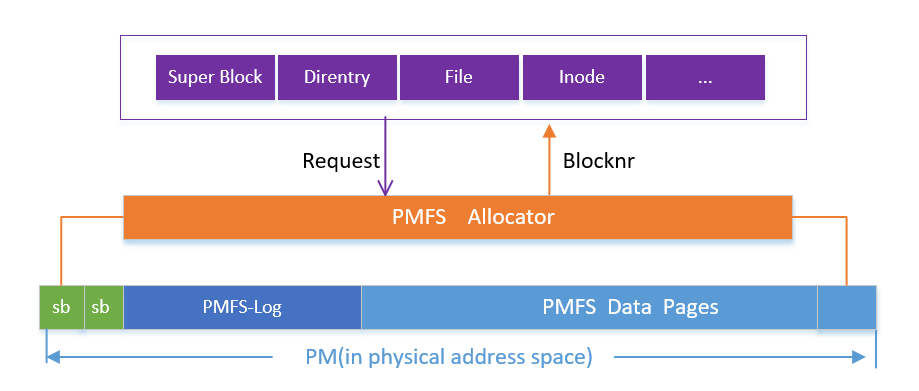 Super Block Direntry File Inode ...
Request Blocknr
PMFS Allocator
sb sb PMFS-Log PMFS Data Pages
PM(in physical address space)